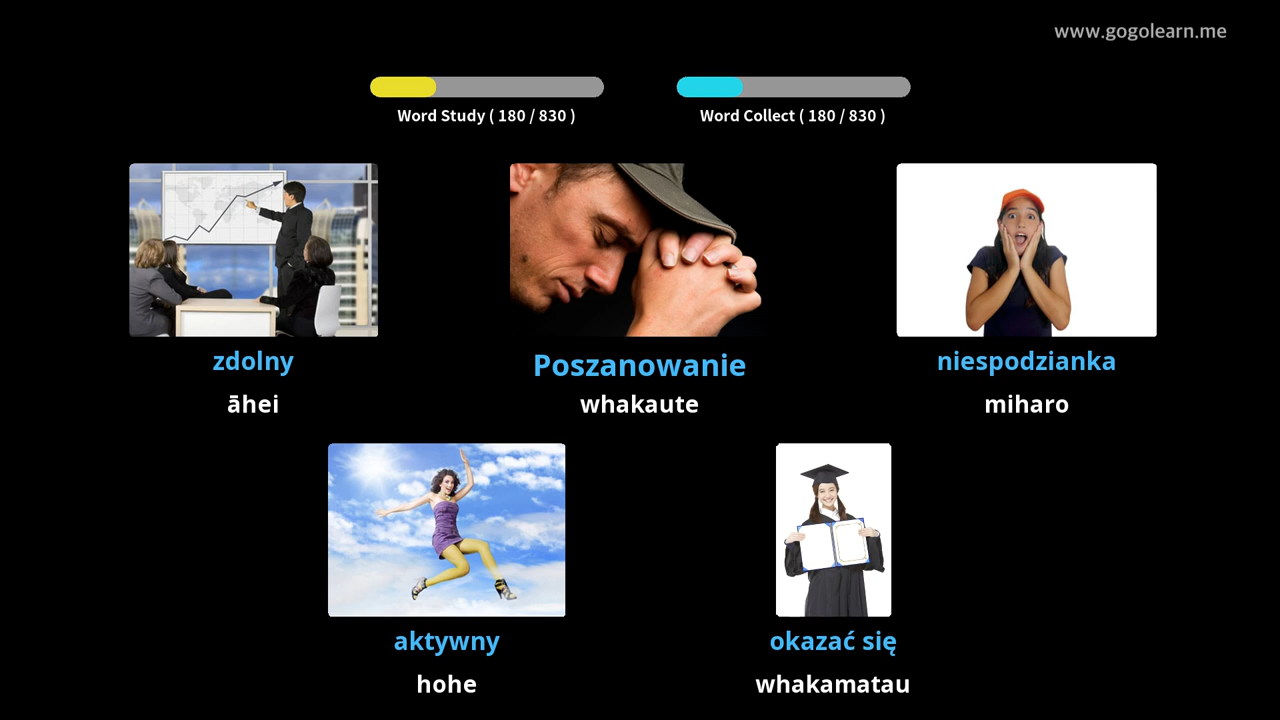 www.gogolearn.me
Word Study ( 180 / 830 )
Word Collect ( 180 / 830 )
zdolny
āhei
Poszanowanie
whakaute
niespodzianka
miharo
aktywny
hohe
okazać się
whakamatau